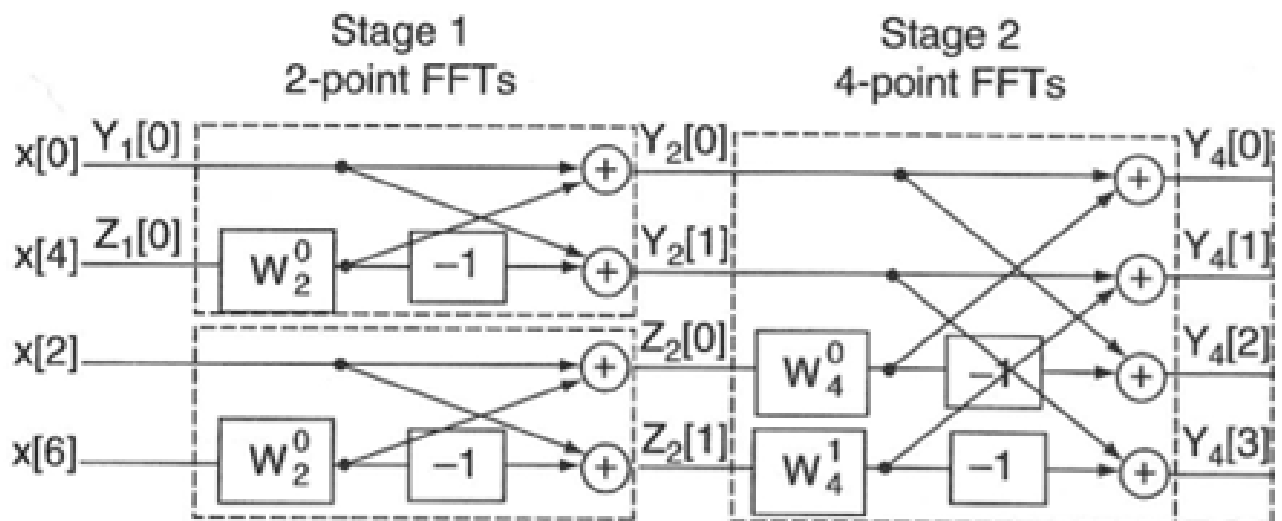 Stage 1
2-point FFTs
Stage 2
4-point FFTs
x[0] Y₁[0] + Y₂[0] + Y₄[0]
x[4] Z₁[0] W₂⁰ −1 + Y₂[1] + Y₄[1]
x[2] + Z₂[0] W₄⁰ −1 + Y₄[2]
x[6] W₂⁰ −1 + Z₂[1] W₄¹ −1 + Y₄[3]